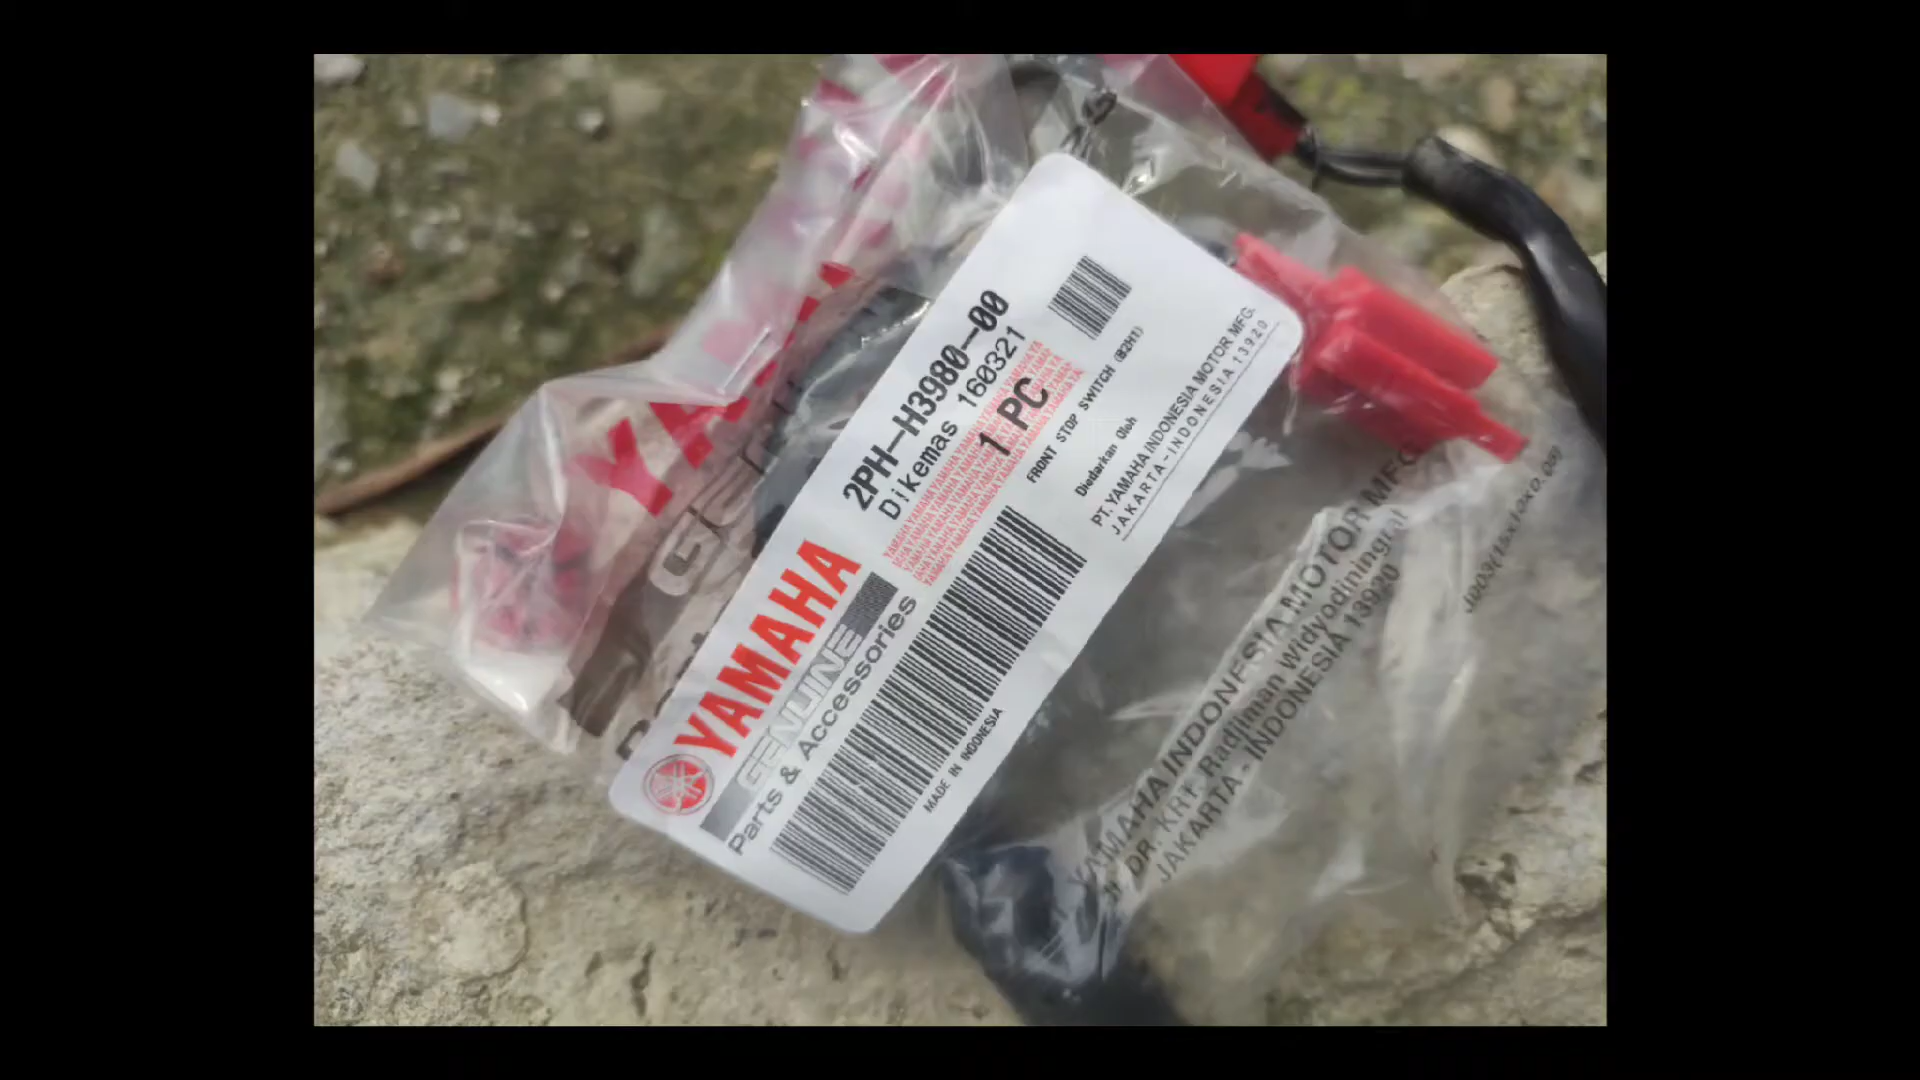 2PH-H3980-00
Dikemas 160321
1 PC
FRONT STOP SWITCH (B2H1)
Diedarkan Oleh
PT. YAMAHA INDONESIA MOTOR MFG.
JAKARTA - INDONESIA 13920
YAMAHA
GENUINE
Parts & Accessories
MADE IN INDONESIA
YAMAHA INDONESIA MOTOR MFG
DR. KRT. Radjiman Widyodiningrat
JAKARTA - INDONESIA 13920